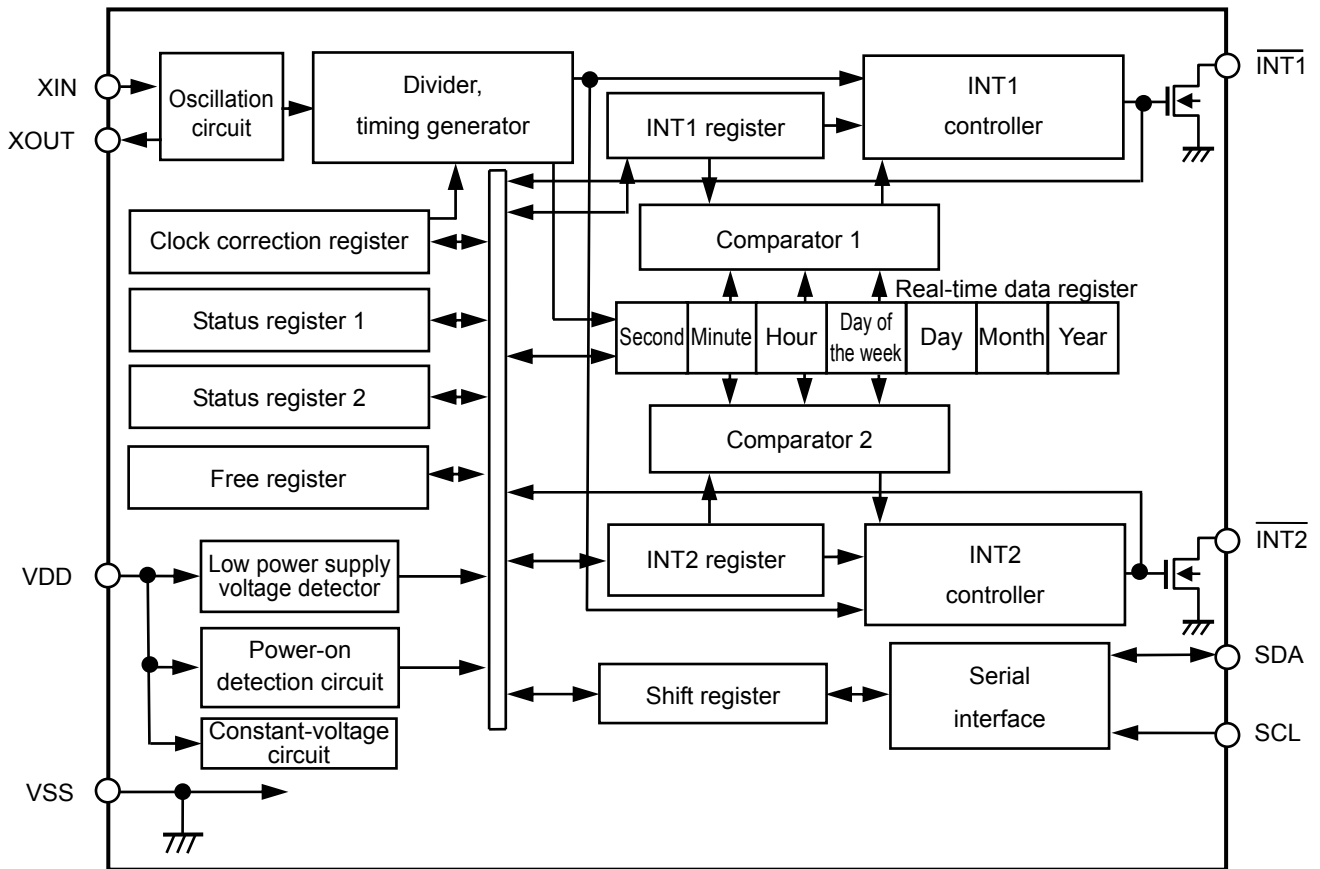 XIN
XOUT
Oscillation
circuit
Divider,
timing generator
INT1 register
INT1
controller
INT1
Clock correction register
Comparator 1
Real-time data register
Status register 1
Second
Minute
Hour
Day of
the week
Day
Month
Year
Status register 2
Comparator 2
Free register
VDD
Low power supply
voltage detector
INT2 register
INT2
controller
INT2
Power-on
detection circuit
Shift register
Serial
interface
SDA
SCL
Constant-voltage
circuit
VSS